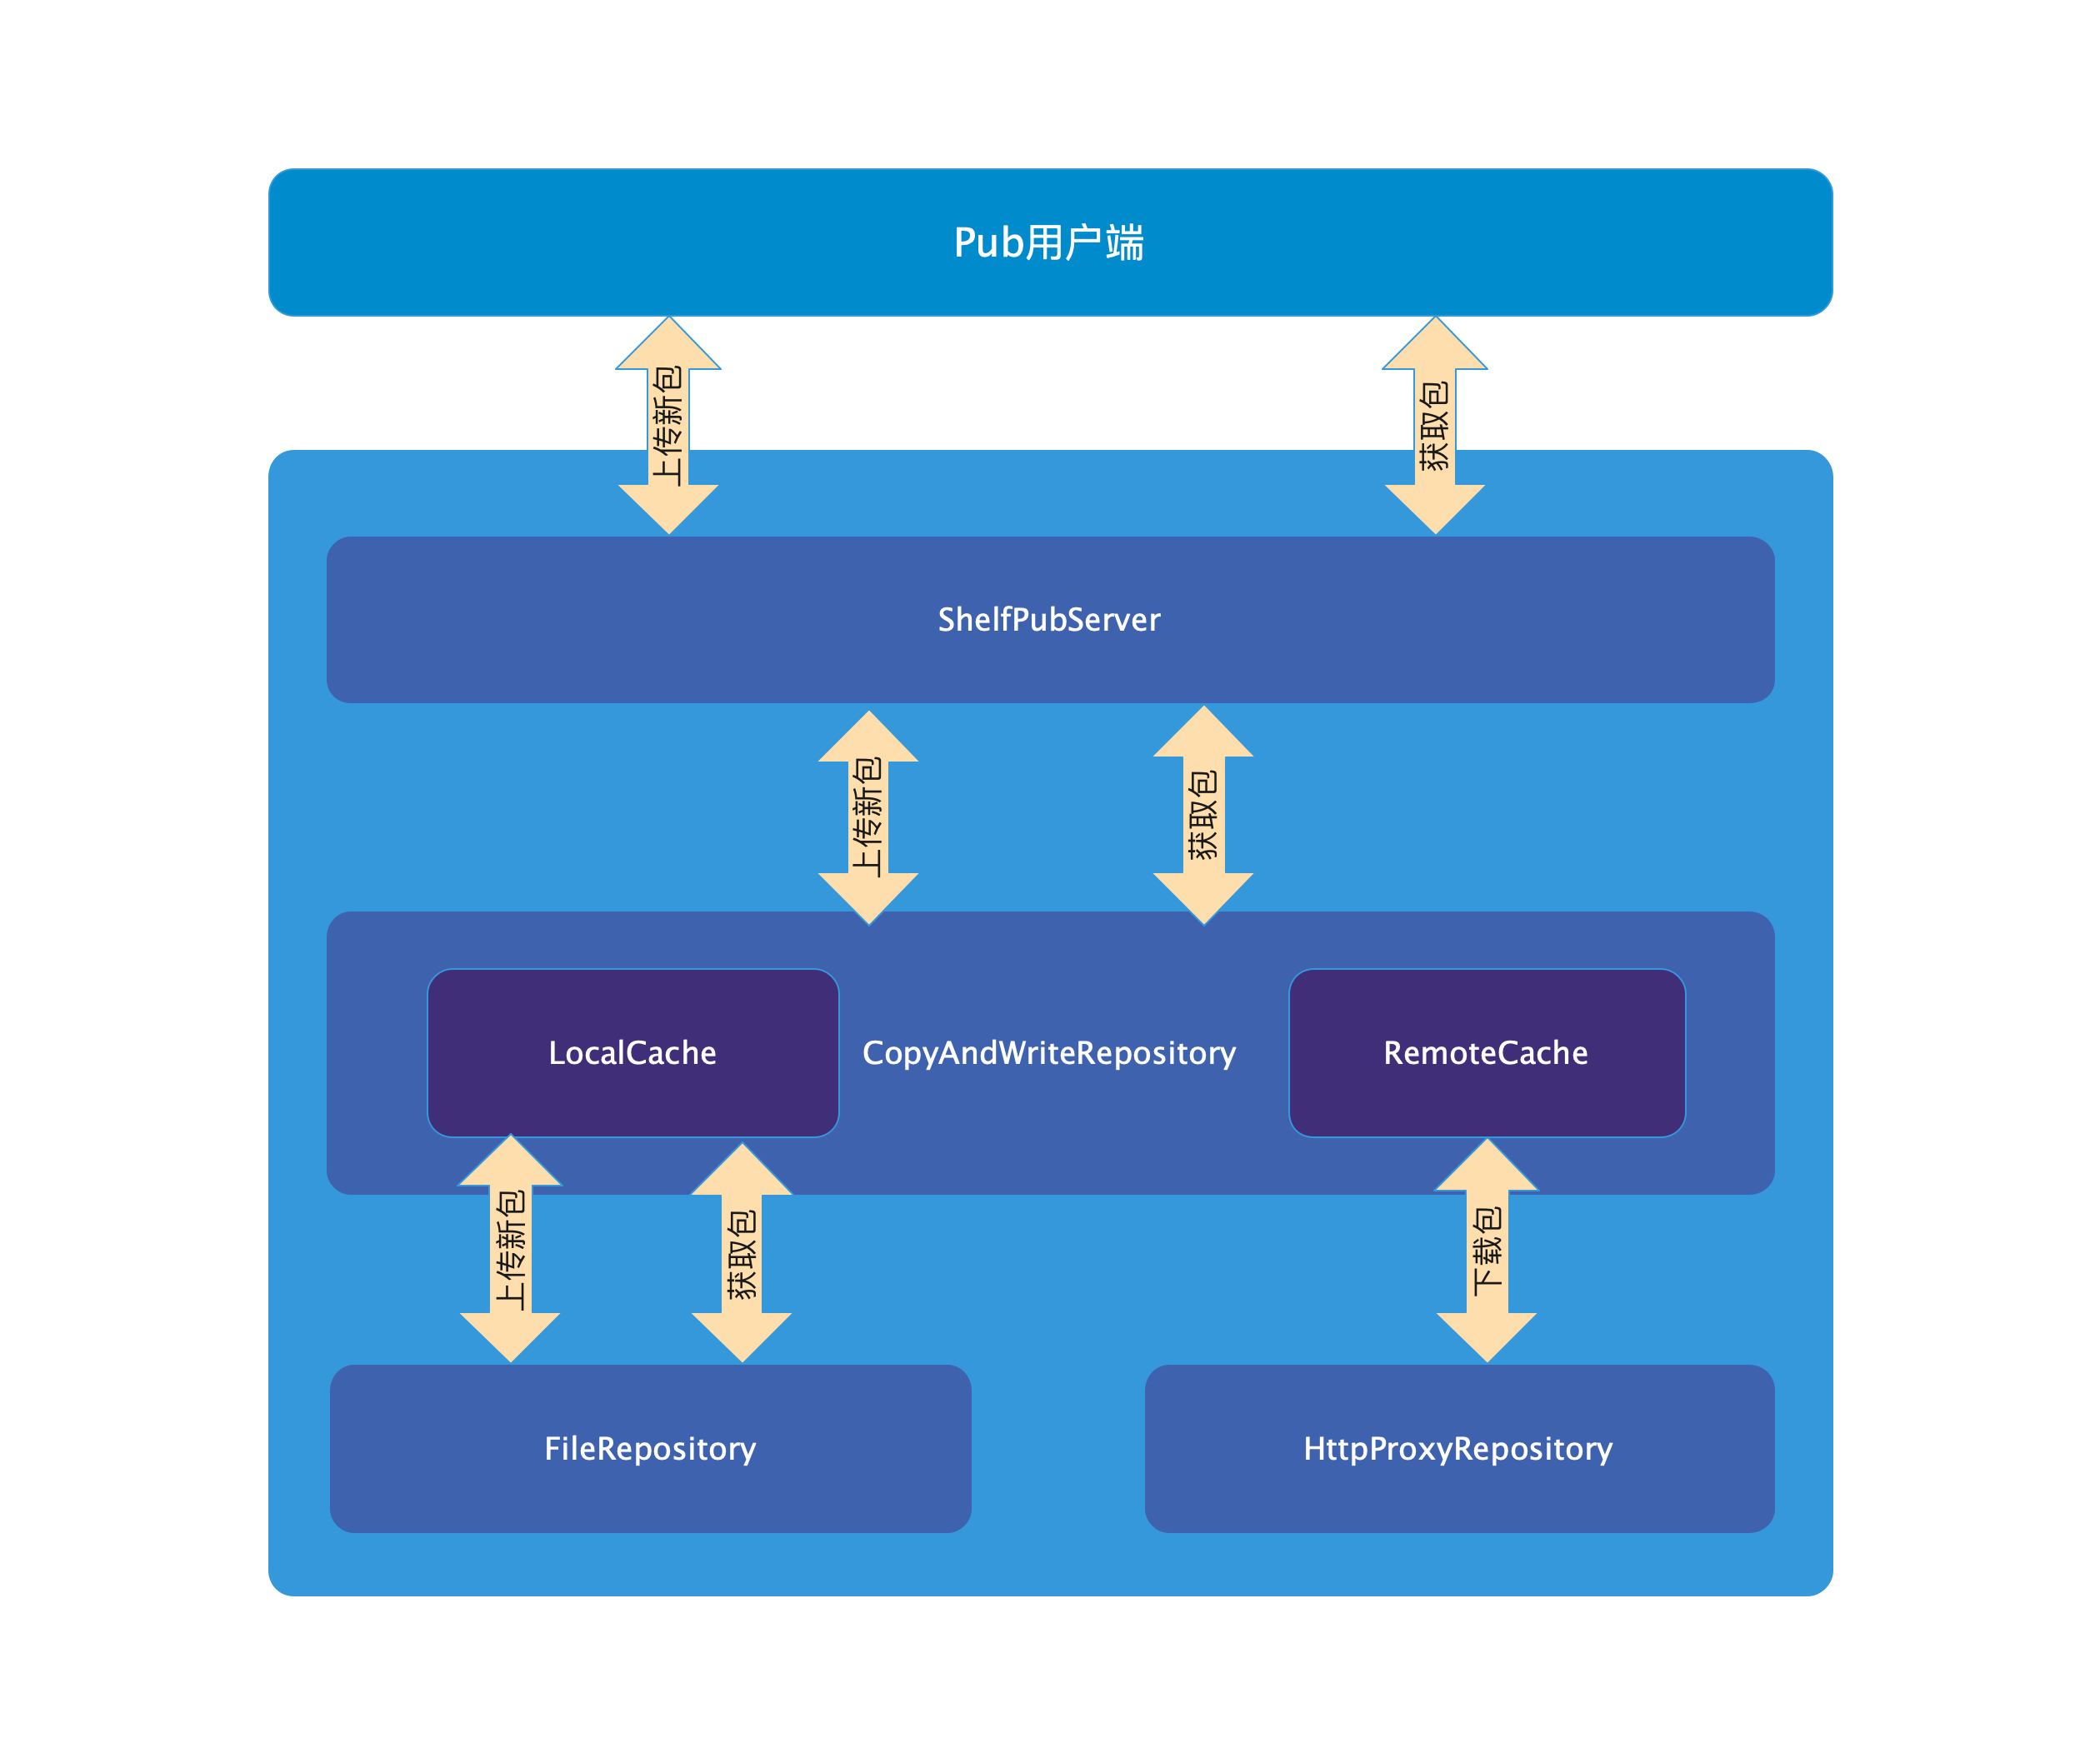 Pub用户端
上传新包
获取包
ShelfPubServer
上传新包
获取包
LocalCache
CopyAndWriteRepository
RemoteCache
上传新包
获取包
下载包
FileRepository
HttpProxyRepository